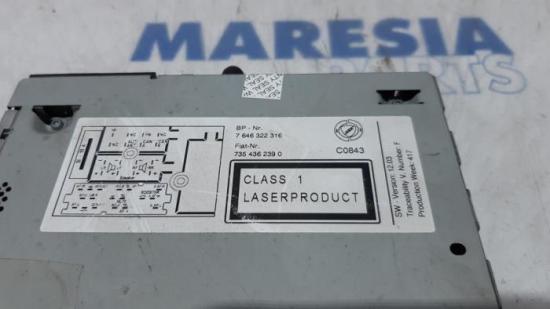 MARESIA
PARTS
BP - Nr.
7 646 322 316
Fiat-Nr.
735 436 239 0
C0843
CLASS 1
LASERPRODUCT
SW - Version: 12.03
Traceability V. Number: F
Production Week: 417